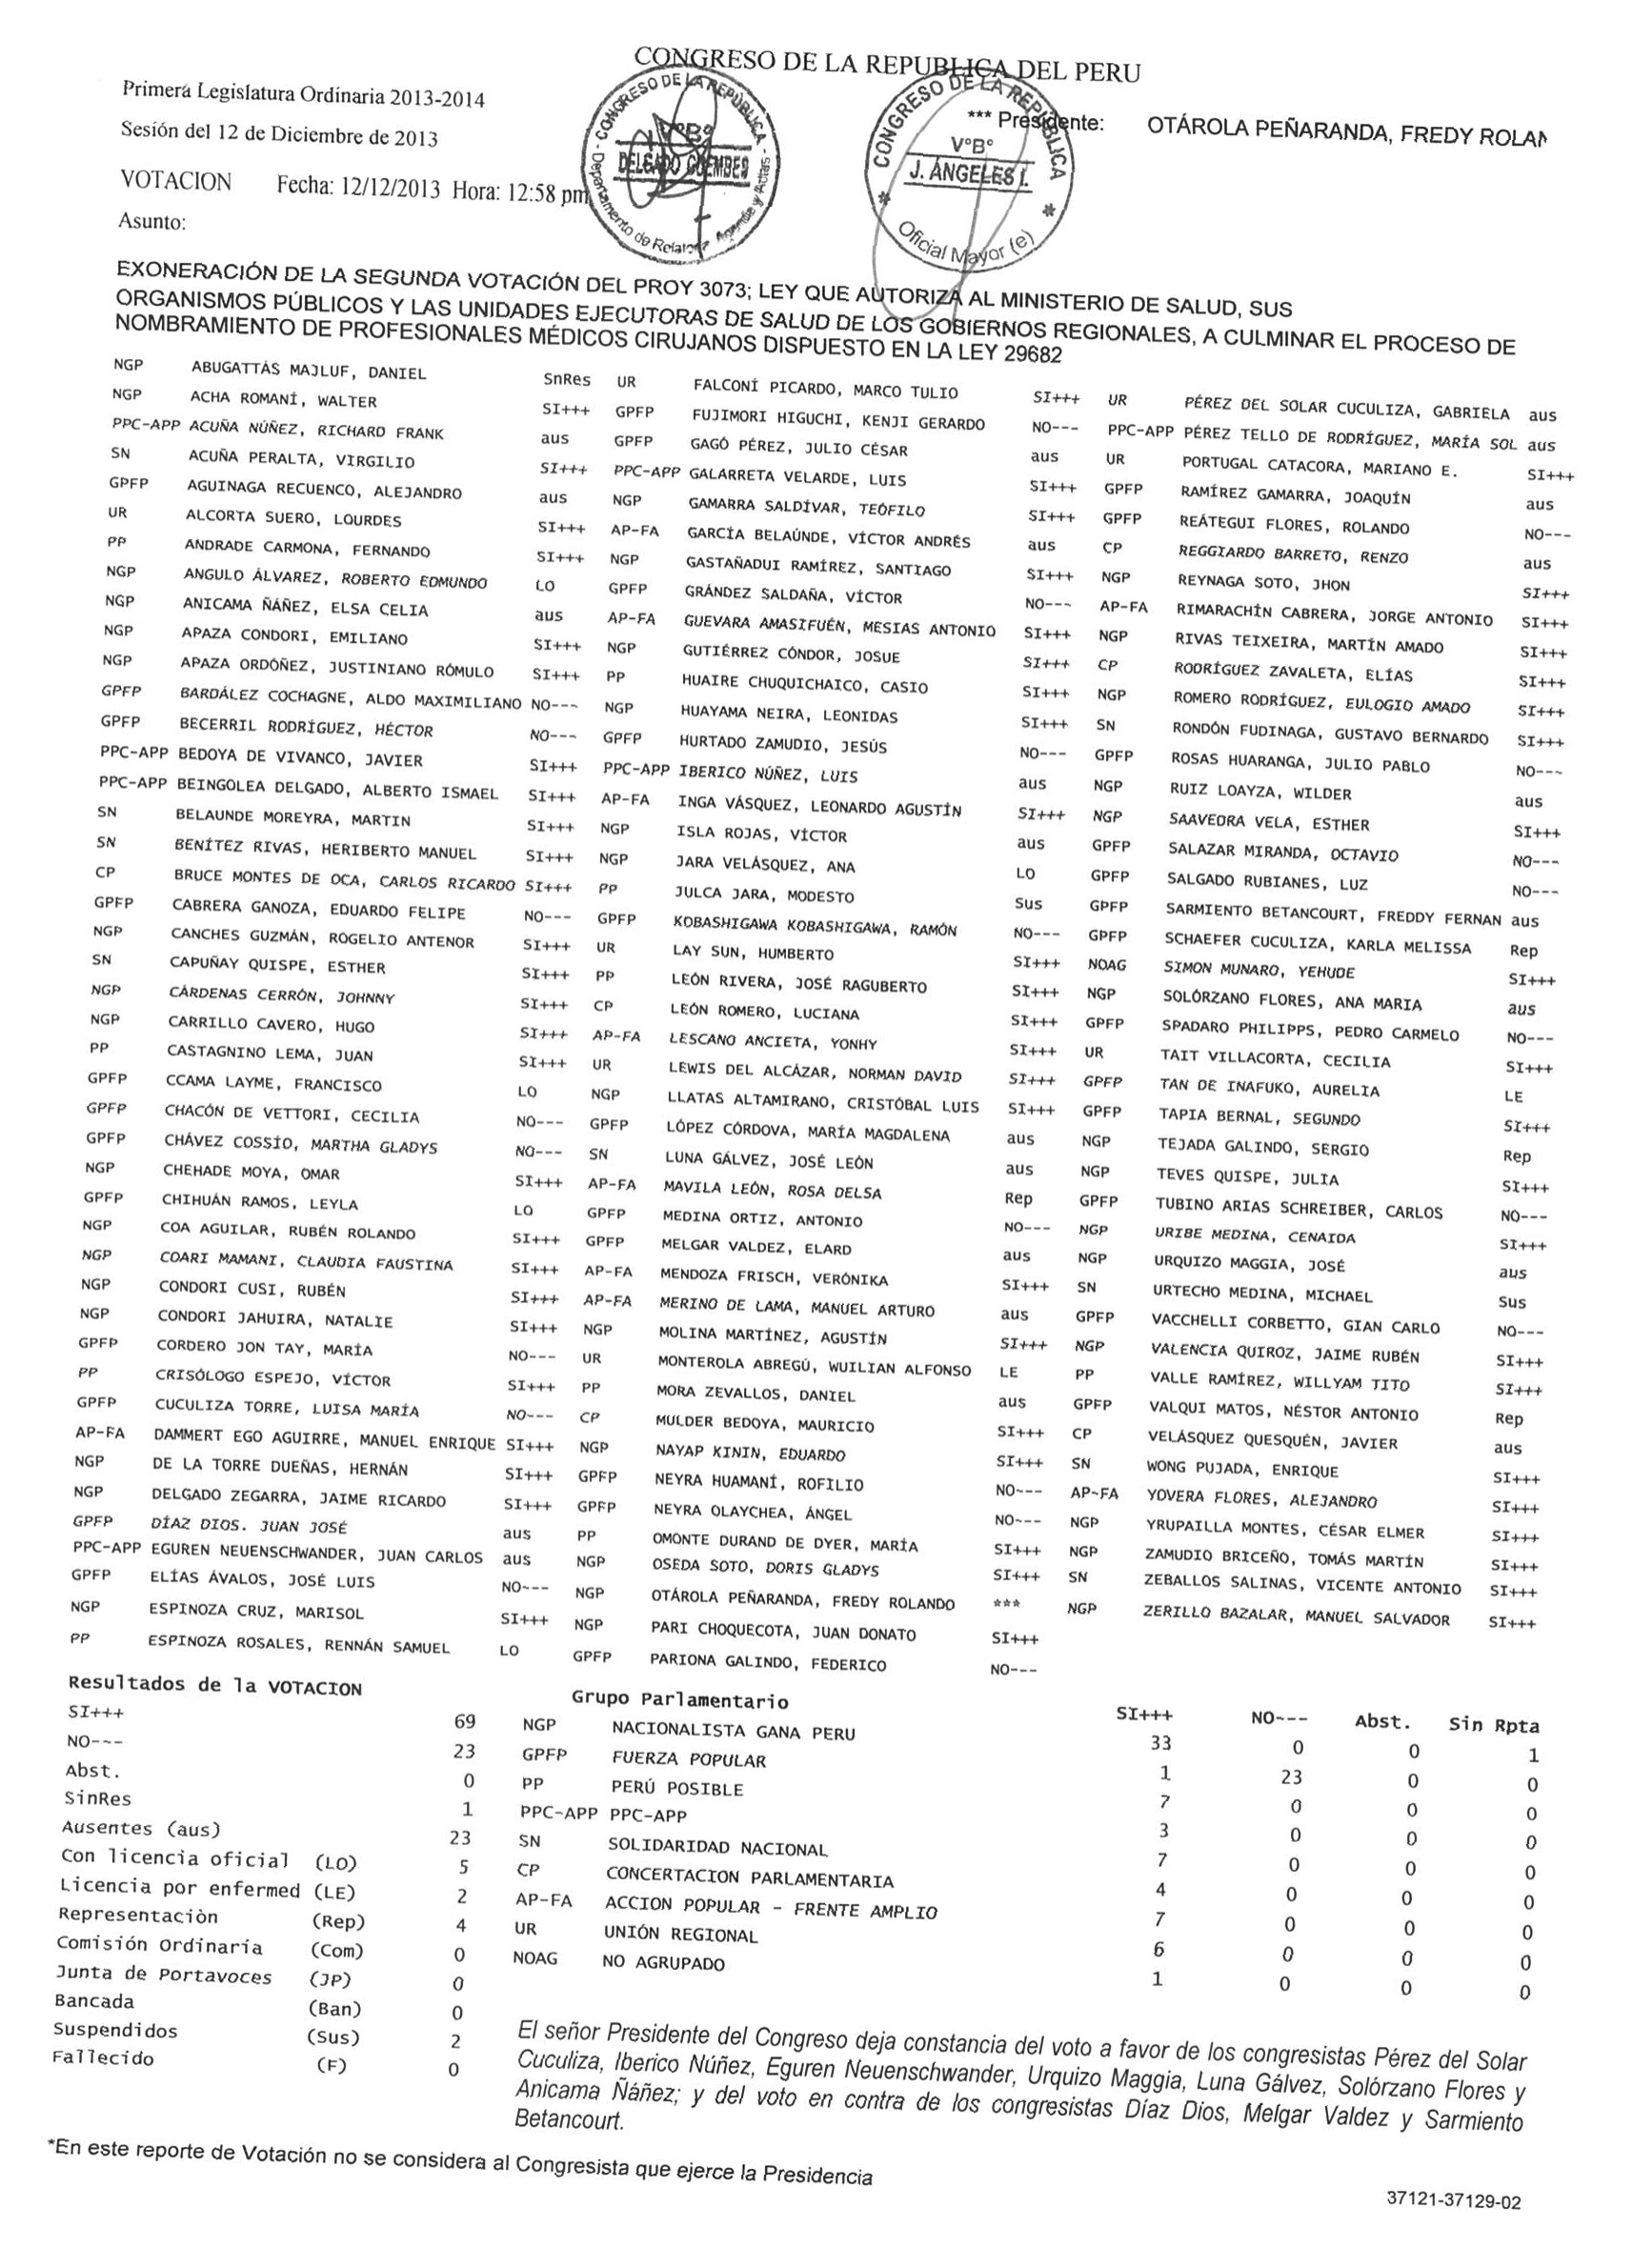 CONGRESO DE LA REPUBLICA DEL PERU
Primera Legislatura Ordinaria 2013-2014
*** Presidente: OTÁROLA PEÑARANDA, FREDY ROLAN
Sesión del 12 de Diciembre de 2013
VOTACION Fecha: 12/12/2013 Hora: 12:58 pm
Asunto:
CONGRESO DE LA REPÚBLICA
V°B°
DELGADO GUEMBES
Departamento de Relator Agenda y Actas
CONGRESO DE LA REPÚBLICA
V°B°
J. ÁNGELES I.
Oficial Mayor (e)
EXONERACIÓN DE LA SEGUNDA VOTACIÓN DEL PROY 3073; LEY QUE AUTORIZA AL MINISTERIO DE SALUD, SUS
ORGANISMOS PÚBLICOS Y LAS UNIDADES EJECUTORAS DE SALUD DE LOS GOBIERNOS REGIONALES, A CULMINAR EL PROCESO DE
NOMBRAMIENTO DE PROFESIONALES MÉDICOS CIRUJANOS DISPUESTO EN LA LEY 29682
NGP ABUGATTÁS MAJLUF, DANIEL SnRes
NGP ACHA ROMANÍ, WALTER SI+++
PPC-APP ACUÑA NÚÑEZ, RICHARD FRANK aus
SN ACUÑA PERALTA, VIRGILIO SI+++
GPFP AGUINAGA RECUENCO, ALEJANDRO aus
UR ALCORTA SUERO, LOURDES SI+++
PP ANDRADE CARMONA, FERNANDO SI+++
NGP ANGULO ÁLVAREZ, ROBERTO EDMUNDO LO
NGP ANICAMA ÑÁÑEZ, ELSA CELIA aus
NGP APAZA CONDORI, EMILIANO SI+++
NGP APAZA ORDÓÑEZ, JUSTINIANO RÓMULO SI+++
GPFP BARDÁLEZ COCHAGNE, ALDO MAXIMILIANO NO---
GPFP BECERRIL RODRÍGUEZ, HÉCTOR NO---
PPC-APP BEDOYA DE VIVANCO, JAVIER SI+++
PPC-APP BEINGOLEA DELGADO, ALBERTO ISMAEL SI+++
SN BELAUNDE MOREYRA, MARTIN SI+++
SN BENÍTEZ RIVAS, HERIBERTO MANUEL SI+++
CP BRUCE MONTES DE OCA, CARLOS RICARDO SI+++
GPFP CABRERA GANOZA, EDUARDO FELIPE NO---
NGP CANCHES GUZMÁN, ROGELIO ANTENOR SI+++
SN CAPUÑAY QUISPE, ESTHER SI+++
NGP CÁRDENAS CERRÓN, JOHNNY SI+++
NGP CARRILLO CAVERO, HUGO SI+++
PP CASTAGNINO LEMA, JUAN SI+++
GPFP CCAMA LAYME, FRANCISCO LO
GPFP CHACÓN DE VETTORI, CECILIA NO---
GPFP CHÁVEZ COSSÍO, MARTHA GLADYS NO---
NGP CHEHADE MOYA, OMAR SI+++
GPFP CHIHUÁN RAMOS, LEYLA LO
NGP COA AGUILAR, RUBÉN ROLANDO SI+++
NGP COARI MAMANI, CLAUDIA FAUSTINA SI+++
NGP CONDORI CUSI, RUBÉN SI+++
NGP CONDORI JAHUIRA, NATALIE SI+++
GPFP CORDERO JON TAY, MARÍA NO---
PP CRISÓLOGO ESPEJO, VÍCTOR SI+++
GPFP CUCULIZA TORRE, LUISA MARÍA NO---
AP-FA DAMMERT EGO AGUIRRE, MANUEL ENRIQUE SI+++
NGP DE LA TORRE DUEÑAS, HERNÁN SI+++
NGP DELGADO ZEGARRA, JAIME RICARDO SI+++
GPFP DÍAZ DIOS. JUAN JOSÉ aus
PPC-APP EGUREN NEUENSCHWANDER, JUAN CARLOS aus
GPFP ELÍAS ÁVALOS, JOSÉ LUIS NO---
NGP ESPINOZA CRUZ, MARISOL SI+++
PP ESPINOZA ROSALES, RENNÁN SAMUEL LO
UR FALCONÍ PICARDO, MARCO TULIO SI+++
GPFP FUJIMORI HIGUCHI, KENJI GERARDO NO---
GPFP GAGÓ PÉREZ, JULIO CÉSAR aus
PPC-APP GALARRETA VELARDE, LUIS SI+++
NGP GAMARRA SALDÍVAR, TEÓFILO SI+++
AP-FA GARCÍA BELAÚNDE, VÍCTOR ANDRÉS aus
NGP GASTAÑADUI RAMÍREZ, SANTIAGO SI+++
GPFP GRÁNDEZ SALDAÑA, VÍCTOR NO---
AP-FA GUEVARA AMASIFUÉN, MESIAS ANTONIO SI+++
NGP GUTIÉRREZ CÓNDOR, JOSUE SI+++
PP HUAIRE CHUQUICHAICO, CASIO SI+++
NGP HUAYAMA NEIRA, LEONIDAS SI+++
GPFP HURTADO ZAMUDIO, JESÚS NO---
PPC-APP IBERICO NÚÑEZ, LUIS aus
AP-FA INGA VÁSQUEZ, LEONARDO AGUSTÍN SI+++
NGP ISLA ROJAS, VÍCTOR aus
NGP JARA VELÁSQUEZ, ANA LO
PP JULCA JARA, MODESTO Sus
GPFP KOBASHIGAWA KOBASHIGAWA, RAMÓN NO---
UR LAY SUN, HUMBERTO SI+++
PP LEÓN RIVERA, JOSÉ RAGUBERTO SI+++
CP LEÓN ROMERO, LUCIANA SI+++
AP-FA LESCANO ANCIETA, YONHY SI+++
UR LEWIS DEL ALCÁZAR, NORMAN DAVID SI+++
NGP LLATAS ALTAMIRANO, CRISTÓBAL LUIS SI+++
GPFP LÓPEZ CÓRDOVA, MARÍA MAGDALENA aus
SN LUNA GÁLVEZ, JOSÉ LEÓN aus
AP-FA MAVILA LEÓN, ROSA DELSA Rep
GPFP MEDINA ORTIZ, ANTONIO NO---
GPFP MELGAR VALDEZ, ELARD aus
AP-FA MENDOZA FRISCH, VERÓNIKA SI+++
AP-FA MERINO DE LAMA, MANUEL ARTURO aus
NGP MOLINA MARTÍNEZ, AGUSTÍN SI+++
UR MONTEROLA ABREGÚ, WUILIAN ALFONSO LE
PP MORA ZEVALLOS, DANIEL aus
CP MULDER BEDOYA, MAURICIO SI+++
NGP NAYAP KININ, EDUARDO SI+++
GPFP NEYRA HUAMANÍ, ROFILIO NO---
GPFP NEYRA OLAYCHEA, ÁNGEL NO---
PP OMONTE DURAND DE DYER, MARÍA SI+++
NGP OSEDA SOTO, DORIS GLADYS SI+++
NGP OTÁROLA PEÑARANDA, FREDY ROLANDO ***
NGP PARI CHOQUECOTA, JUAN DONATO SI+++
GPFP PARIONA GALINDO, FEDERICO NO---
UR PÉREZ DEL SOLAR CUCULIZA, GABRIELA aus
PPC-APP PÉREZ TELLO DE RODRÍGUEZ, MARÍA SOL aus
UR PORTUGAL CATACORA, MARIANO E. SI+++
GPFP RAMÍREZ GAMARRA, JOAQUÍN aus
GPFP REÁTEGUI FLORES, ROLANDO NO---
CP REGGIARDO BARRETO, RENZO aus
NGP REYNAGA SOTO, JHON SI+++
AP-FA RIMARACHÍN CABRERA, JORGE ANTONIO SI+++
NGP RIVAS TEIXEIRA, MARTÍN AMADO SI+++
CP RODRÍGUEZ ZAVALETA, ELÍAS SI+++
NGP ROMERO RODRÍGUEZ, EULOGIO AMADO SI+++
SN RONDÓN FUDINAGA, GUSTAVO BERNARDO SI+++
GPFP ROSAS HUARANGA, JULIO PABLO NO---
NGP RUIZ LOAYZA, WILDER aus
NGP SAAVEDRA VELA, ESTHER SI+++
GPFP SALAZAR MIRANDA, OCTAVIO NO---
GPFP SALGADO RUBIANES, LUZ NO---
GPFP SARMIENTO BETANCOURT, FREDDY FERNAN aus
GPFP SCHAEFER CUCULIZA, KARLA MELISSA Rep
NOAG SIMON MUNARO, YEHUDE SI+++
NGP SOLÓRZANO FLORES, ANA MARIA aus
GPFP SPADARO PHILIPPS, PEDRO CARMELO NO---
UR TAIT VILLACORTA, CECILIA SI+++
GPFP TAN DE INAFUKO, AURELIA LE
GPFP TAPIA BERNAL, SEGUNDO SI+++
NGP TEJADA GALINDO, SERGIO Rep
NGP TEVES QUISPE, JULIA SI+++
GPFP TUBINO ARIAS SCHREIBER, CARLOS NO---
NGP URIBE MEDINA, CENAIDA SI+++
NGP URQUIZO MAGGIA, JOSÉ aus
SN URTECHO MEDINA, MICHAEL Sus
GPFP VACCHELLI CORBETTO, GIAN CARLO NO---
NGP VALENCIA QUIROZ, JAIME RUBÉN SI+++
PP VALLE RAMÍREZ, WILLYAM TITO SI+++
GPFP VALQUI MATOS, NÉSTOR ANTONIO Rep
CP VELÁSQUEZ QUESQUÉN, JAVIER aus
SN WONG PUJADA, ENRIQUE SI+++
AP-FA YOVERA FLORES, ALEJANDRO SI+++
NGP YRUPAILLA MONTES, CÉSAR ELMER SI+++
NGP ZAMUDIO BRICEÑO, TOMÁS MARTÍN SI+++
SN ZEBALLOS SALINAS, VICENTE ANTONIO SI+++
NGP ZERILLO BAZALAR, MANUEL SALVADOR SI+++
Resultados de la VOTACION
SI+++ 69
NO--- 23
Abst. 0
SinRes 1
Ausentes (aus) 23
Con licencia oficial (LO) 5
Licencia por enfermed (LE) 2
Representaciòn (Rep) 4
Comisión Ordinaria (Com) 0
Junta de Portavoces (JP) 0
Bancada (Ban) 0
Suspendidos (Sus) 2
Fallecido (F) 0
Grupo Parlamentario SI+++ NO--- Abst. Sin Rpta
NGP NACIONALISTA GANA PERU 33 0 0 1
GPFP FUERZA POPULAR 1 23 0 0
PP PERÚ POSIBLE 7 0 0 0
PPC-APP PPC-APP 3 0 0 0
SN SOLIDARIDAD NACIONAL 7 0 0 0
CP CONCERTACION PARLAMENTARIA 4 0 0 0
AP-FA ACCION POPULAR - FRENTE AMPLIO 7 0 0 0
UR UNIÓN REGIONAL 6 0 0 0
NOAG NO AGRUPADO 1 0 0 0
El señor Presidente del Congreso deja constancia del voto a favor de los congresistas Pérez del Solar
Cuculiza, Iberico Núñez, Eguren Neuenschwander, Urquizo Maggia, Luna Gálvez, Solórzano Flores y
Anicama Ñáñez; y del voto en contra de los congresistas Díaz Dios, Melgar Valdez y Sarmiento
Betancourt.
*En este reporte de Votación no se considera al Congresista que ejerce la Presidencia
37121-37129-02